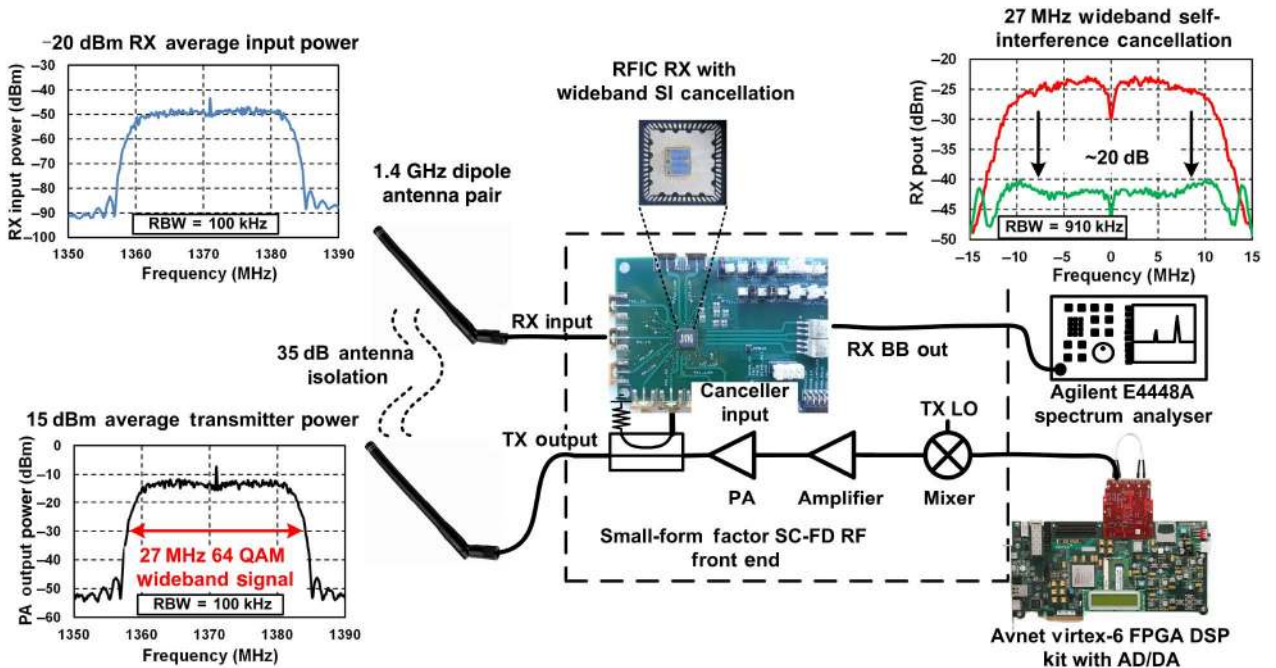 −20 dBm RX average input power
RX input power (dBm)
−30
−40
−50
−60
−70
−80
−90
−100
RBW = 100 kHz
1350 1360 1370 1380 1390
Frequency (MHz)
RFIC RX with
wideband SI cancellation
27 MHz wideband self-
interference cancellation
RX pout (dBm)
−20
−25
−30
−35
−40
−45
−50
~20 dB
RBW = 910 kHz
−15 −10 −5 0 5 10 15
Frequency (MHz)
1.4 GHz dipole
antenna pair
RX input
35 dB antenna
isolation
RX BB out
Agilent E4448A
spectrum analyser
Canceller
input
TX output
TX LO
PA
Amplifier
Mixer
Small-form factor SC-FD RF
front end
15 dBm average transmitter power
PA output power (dBm)
0
−10
−20
−30
−40
−50
−60
27 MHz 64 QAM
wideband signal
RBW = 100 kHz
1350 1360 1370 1380 1390
Frequency (MHz)
Avnet virtex-6 FPGA DSP
kit with AD/DA